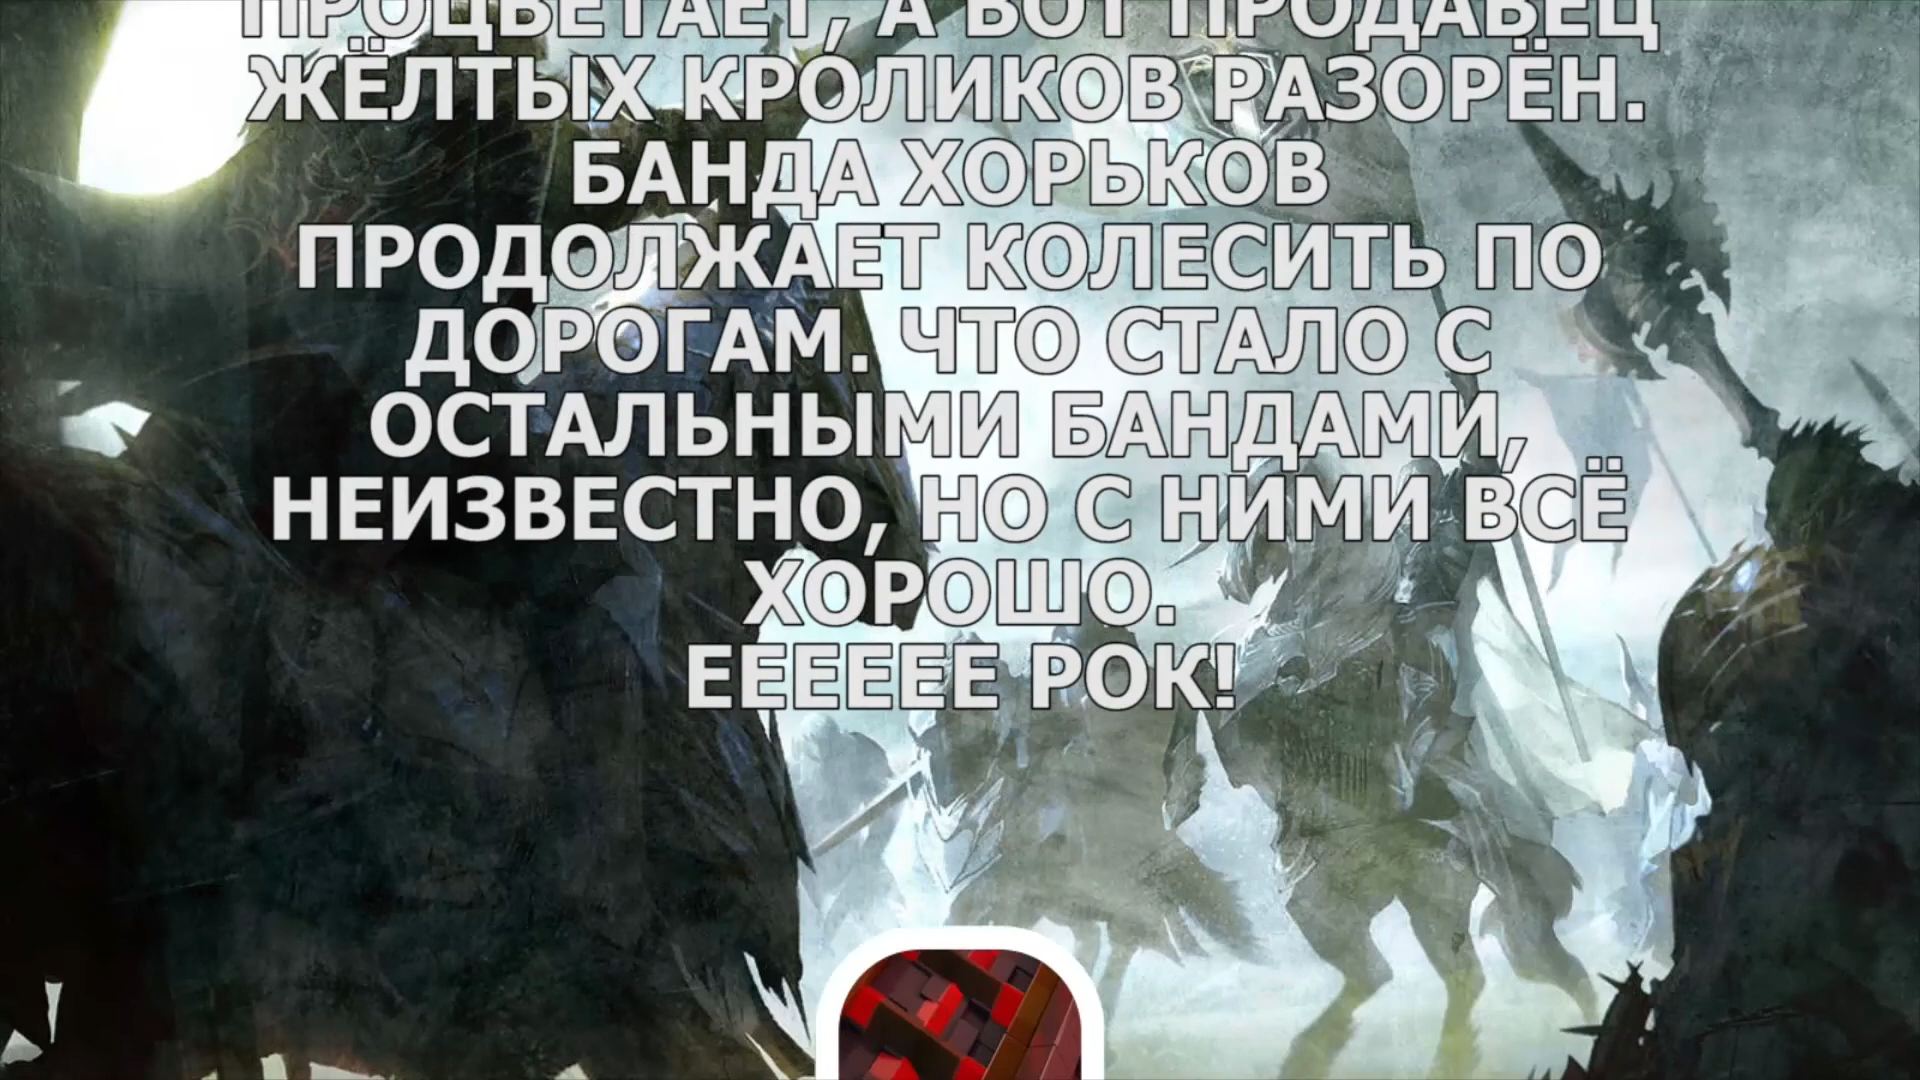 ПРОЦВЕТАЕТ, А ВОТ ПРОДАВЕЦ
ЖЁЛТЫХ КРОЛИКОВ РАЗОРЁН.
БАНДА ХОРЬКОВ
ПРОДОЛЖАЕТ КОЛЕСИТЬ ПО
ДОРОГАМ. ЧТО СТАЛО С
ОСТАЛЬНЫМИ БАНДАМИ,
НЕИЗВЕСТНО, НО С НИМИ ВСЁ
ХОРОШО.
ЕЕЕЕЕЕ РОК!